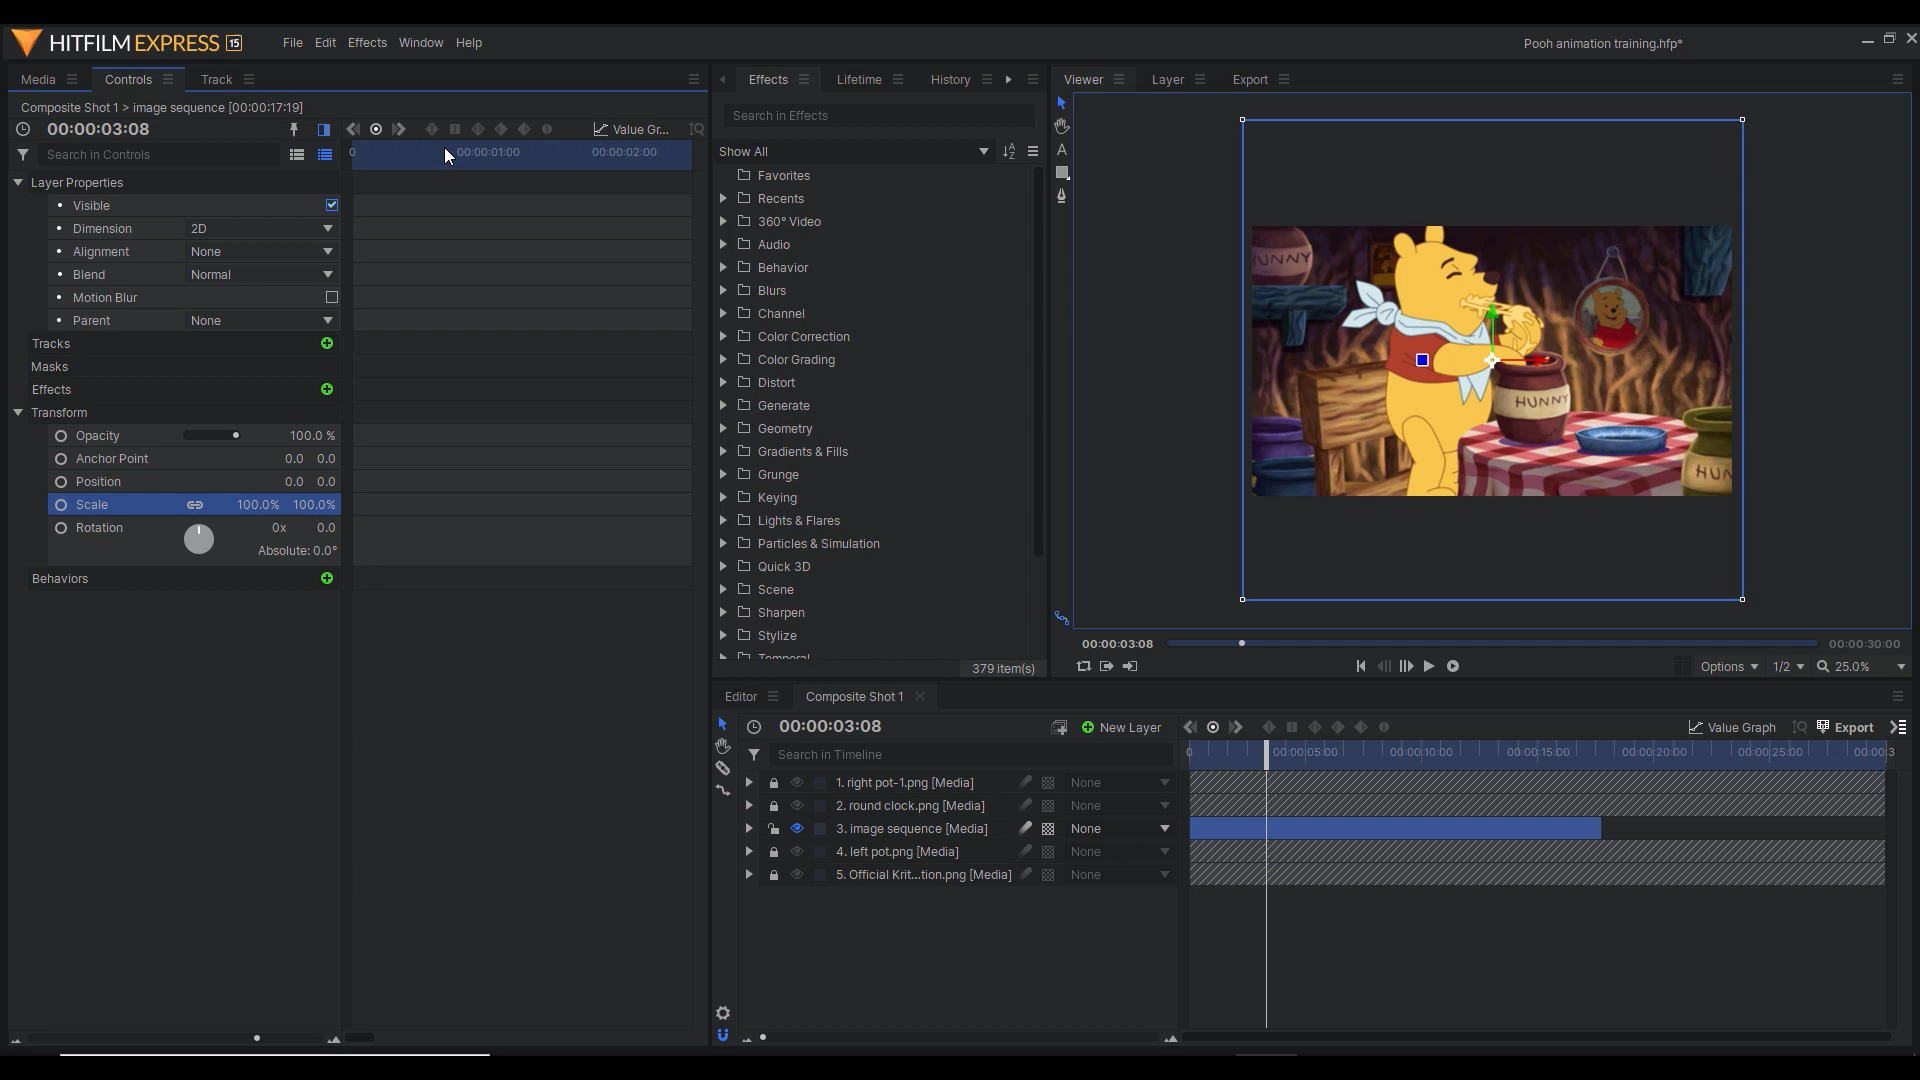 HITFILM EXPRESS 15 File Edit Effects Window Help Pooh animation training.hfp*
Media Controls Track
Composite Shot 1 > image sequence [00:00:17:19]
00:00:03:08 Value Gr...
Search in Controls 0 00:00:01:00 00:00:02:00
Layer Properties
Visible
Dimension 2D
Alignment None
Blend Normal
Motion Blur
Parent None
Tracks
Masks
Effects
Transform
Opacity 100.0 %
Anchor Point 0.0 0.0
Position 0.0 0.0
Scale 100.0% 100.0%
Rotation 0x 0.0
Absolute: 0.0°
Behaviors
Effects Lifetime History
Search in Effects
Show All
Favorites
Recents
360° Video
Audio
Behavior
Blurs
Channel
Color Correction
Color Grading
Distort
Generate
Geometry
Gradients & Fills
Grunge
Keying
Lights & Flares
Particles & Simulation
Quick 3D
Scene
Sharpen
Stylize
Temporal
379 item(s)
Viewer Layer Export
A
UNNY
HUNNY
HUN
00:00:03:08 00:00:30:00
Options 1/2 25.0%
Editor Composite Shot 1
00:00:03:08 New Layer Value Graph Export
Search in Timeline 0 00:00:05:00 00:00:10:00 00:00:15:00 00:00:20:00 00:00:25:00 00:00:3
1. right pot-1.png [Media] None
2. round clock.png [Media] None
3. image sequence [Media] None
4. left pot.png [Media] None
5. Official Krit...tion.png [Media] None